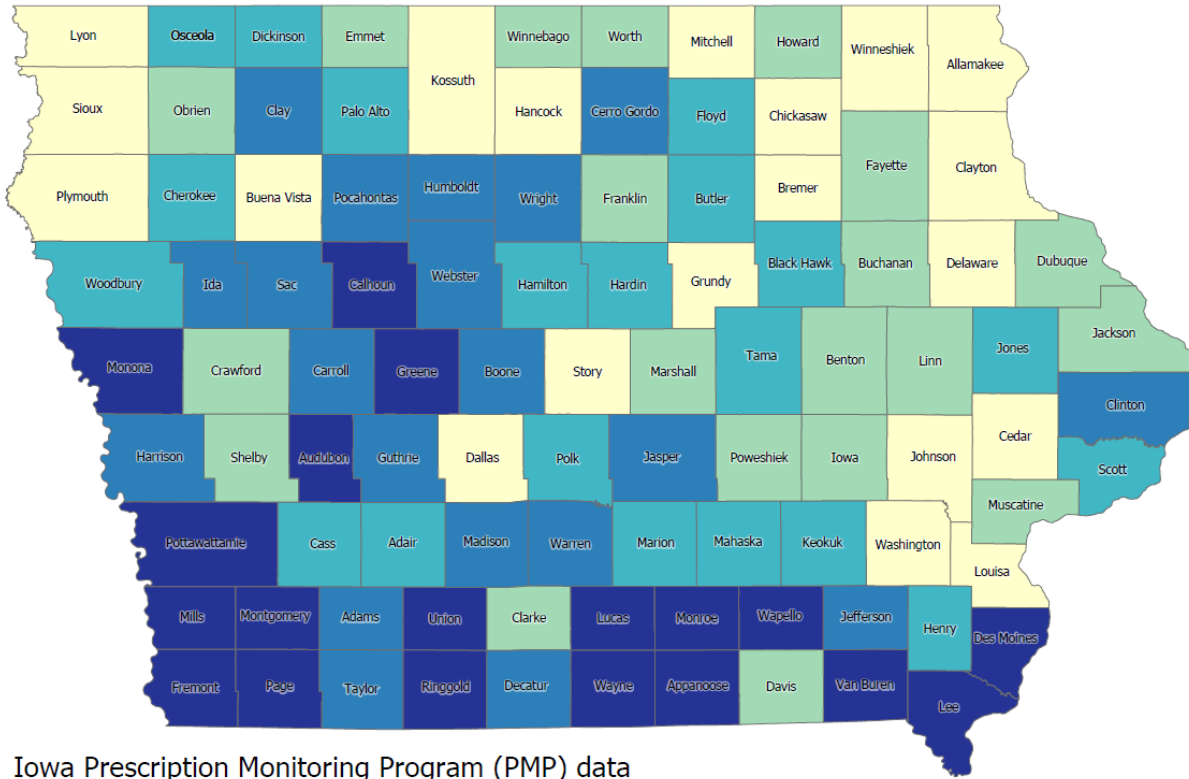 Lyon
Osceola
Dickinson
Emmet
Winnebago
Worth
Mitchell
Howard
Winneshiek
Allamakee
Kossuth
Sioux
Obrien
Clay
Palo Alto
Hancock
Cerro Gordo
Floyd
Chickasaw
Fayette
Clayton
Plymouth
Cherokee
Buena Vista
Pocahontas
Humboldt
Wright
Franklin
Butler
Bremer
Woodbury
Ida
Sac
Calhoun
Webster
Hamilton
Hardin
Grundy
Black Hawk
Buchanan
Delaware
Dubuque
Monona
Crawford
Carroll
Greene
Boone
Story
Marshall
Tama
Benton
Linn
Jones
Jackson
Clinton
Harrison
Shelby
Audubon
Guthrie
Dallas
Polk
Jasper
Poweshiek
Iowa
Johnson
Cedar
Scott
Muscatine
Pottawattamie
Cass
Adair
Madison
Warren
Marion
Mahaska
Keokuk
Washington
Louisa
Mills
Montgomery
Adams
Union
Clarke
Lucas
Monroe
Wapello
Jefferson
Henry
Des Moines
Fremont
Page
Taylor
Ringgold
Decatur
Wayne
Appanoose
Davis
Van Buren
Lee
Iowa Prescription Monitoring Program (PMP) data